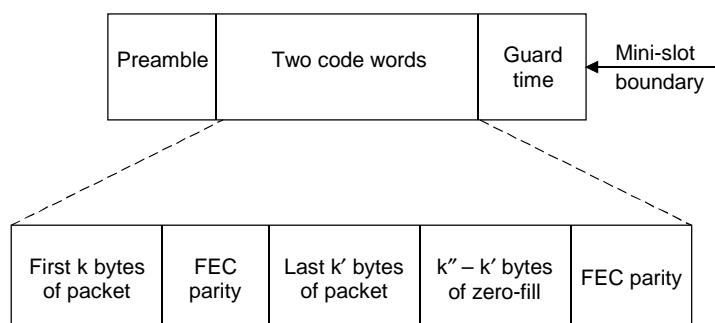 Preamble
Two code words
Guard
time
Mini-slot
boundary
First k bytes
of packet
FEC
parity
Last k′ bytes
of packet
k″ – k′ bytes
of zero-fill
FEC parity